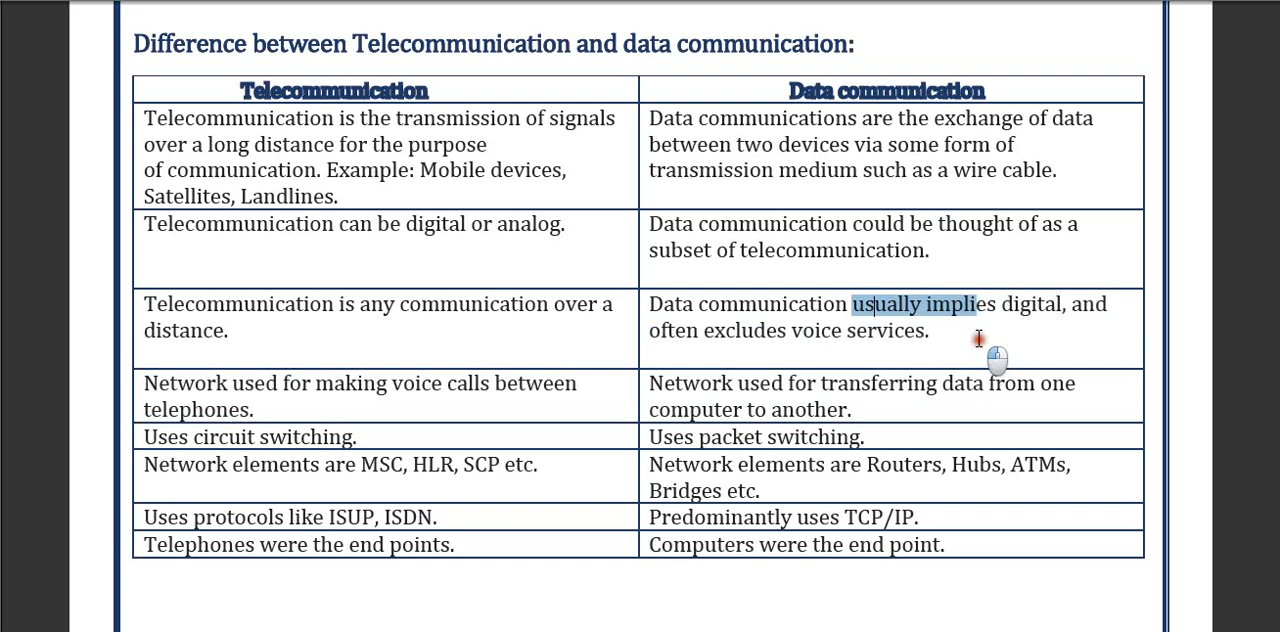 Difference between Telecommunication and data communication:
Telecommunication
Data communication
Telecommunication is the transmission of signals
over a long distance for the purpose
of communication. Example: Mobile devices,
Satellites, Landlines.
Data communications are the exchange of data
between two devices via some form of
transmission medium such as a wire cable.
Telecommunication can be digital or analog.
Data communication could be thought of as a
subset of telecommunication.
Telecommunication is any communication over a
distance.
Data communication usually implies digital, and
often excludes voice services.
Network used for making voice calls between
telephones.
Network used for transferring data from one
computer to another.
Uses circuit switching.
Uses packet switching.
Network elements are MSC, HLR, SCP etc.
Network elements are Routers, Hubs, ATMs,
Bridges etc.
Uses protocols like ISUP, ISDN.
Predominantly uses TCP/IP.
Telephones were the end points.
Computers were the end point.